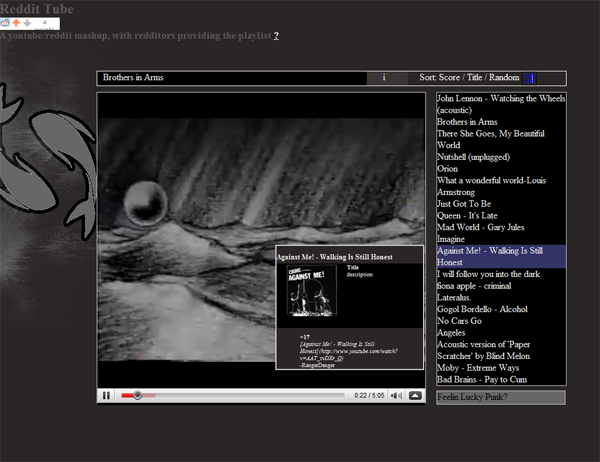 Reddit Tube
4
A youtube/reddit mashup, with redditors providing the playlist ?
Brothers in Arms
i
Sort: Score / Title / Random
John Lennon - Watching the Wheels
(acoustic)
Brothers in Arms
There She Goes, My Beautiful
World
Nutshell (unplugged)
Orion
What a wonderful world-Louis
Armstrong
Just Got To Be
Queen - It's Late
Mad World - Gary Jules
Imagine
Against Me! - Walking Is Still
Honest
I will follow you into the dark
fiona apple - criminal
Lateralus.
Gogol Bordello - Alcohol
No Cars Go
Angeles
Acoustic version of 'Paper
Scratcher' by Blind Melon
Moby - Extreme Ways
Bad Brains - Pay to Cum
Feelin Lucky Punk?
Against Me! - Walking Is Still Honest
Title
description
CRIME
AGAINST ME!
+17
[Against Me! - Walking Is Still
Honest](http://www.youtube.com/watch?
-RangerDanger
0:22 / 5:05